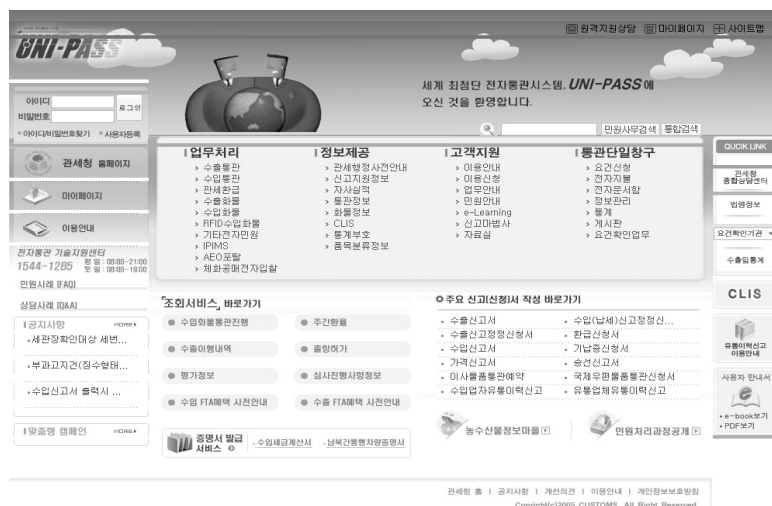 원격지원상담 마이페이지 사이트맵
UNI-PASS
세계 최첨단 전자통관시스템. UNI-PASS에
오신 것을 환영합니다.
아이디
비밀번호
로그인
아이디/비밀번호찾기 사용자등록
민원사무검색 통합검색
관세청 홈페이지
마이페이지
이용안내
전자통관 기술지원센터
1544-1285 평 일 : 08:00-21:00
토 일 : 08:00-19:00
민원사례 [FAQ]
상담사례 [Q&A]
공지사항 MORE
세관장확인대상 세번...
부과고지건(징수형태...
수입신고서 출력시 ...
맞춤형 캠페인 MORE
업무처리
수출통관
수입통관
관세환급
수출화물
수입화물
RFID수입화물
기타전자민원
IPIMS
AEO포탈
체화공매전자입찰
정보제공
관세행정사전안내
신고지원정보
자사실적
통관정보
화물정보
CLIS
통계부호
품목분류정보
고객지원
이용안내
이용신청
업무안내
민원안내
e-Learning
신고마법사
자료실
통관단일창구
요건신청
전자지불
전자문서함
정보관리
통계
게시판
요건확인업무
QUCIK LINK
관세청
종합상담센터
법령정보
요건확인기관
수출입통계
CLIS
유통이력신고
이용안내
사용자 안내서
e-book보기
PDF보기
「조회서비스」 바로가기
수입화물통관진행 주간환율
수출이행내역 출항허가
평가정보 심사진행사항정보
수입 FTA혜택 사전안내 수출 FTA혜택 사전안내
증명서 발급
서비스
수입세금계산서 남북간통행차량증명서
주요 신고(신청)서 작성 바로가기
수출신고서 수입(납세)신고정정신...
수출신고정정신청서 환급신청서
수입신고서 기납증신청서
가격신고서 승선신고서
이사물품통관예약 국제우편물품통관신청서
수입업자유통이력신고 유통업체유통이력신고
농수산물정보마을 민원처리과정공개
관세청 홈 | 공지사항 | 개선의견 | 이용안내 | 개인정보보호방침
Copyright(c)2005 CUSTOMS. All Right Reserved.